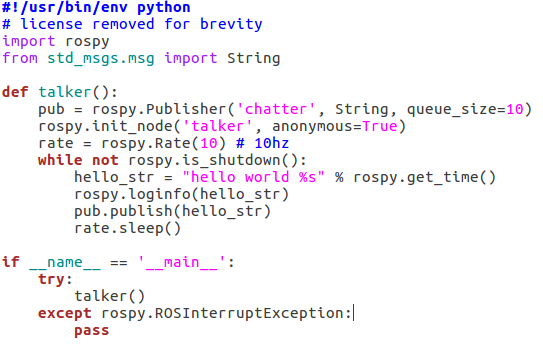 #!/usr/bin/env python
# license removed for brevity
import rospy
from std_msgs.msg import String

def talker():
    pub = rospy.Publisher('chatter', String, queue_size=10)
    rospy.init_node('talker', anonymous=True)
    rate = rospy.Rate(10) # 10hz
    while not rospy.is_shutdown():
        hello_str = "hello world %s" % rospy.get_time()
        rospy.loginfo(hello_str)
        pub.publish(hello_str)
        rate.sleep()

if __name__ == '__main__':
    try:
        talker()
    except rospy.ROSInterruptException:
        pass